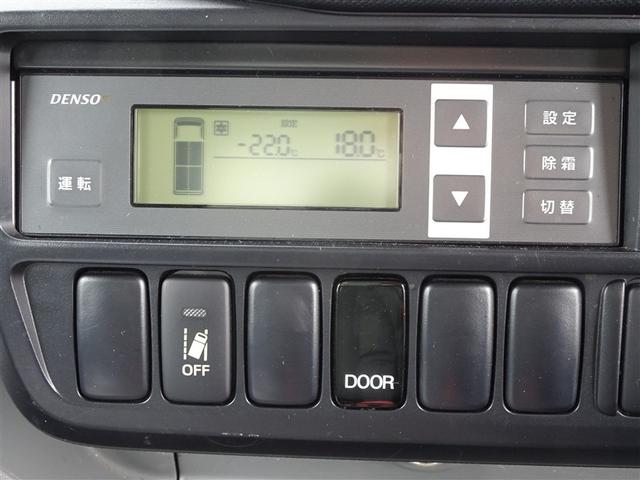 DENSO
設定
-22.0℃ 18.0℃
運転
設定
除霜
切替
OFF
DOOR